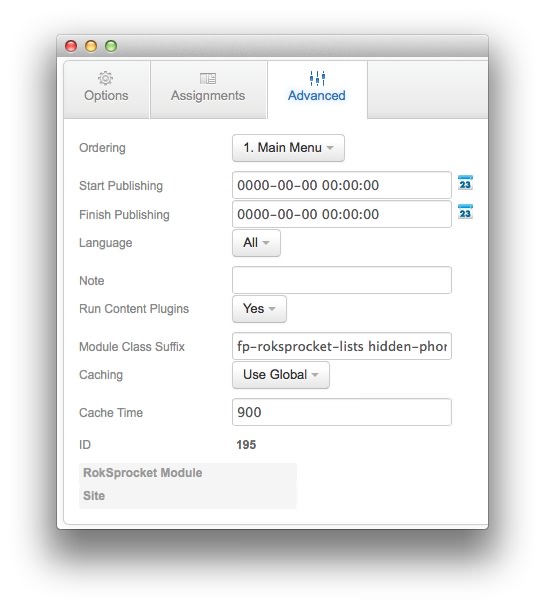 Options Assignments Advanced
Ordering 1. Main Menu
Start Publishing 0000-00-00 00:00:00 23
Finish Publishing 0000-00-00 00:00:00 23
Language All
Note
Run Content Plugins Yes
Module Class Suffix fp-roksprocket-lists hidden-phor
Caching Use Global
Cache Time 900
ID 195
RokSprocket Module
Site